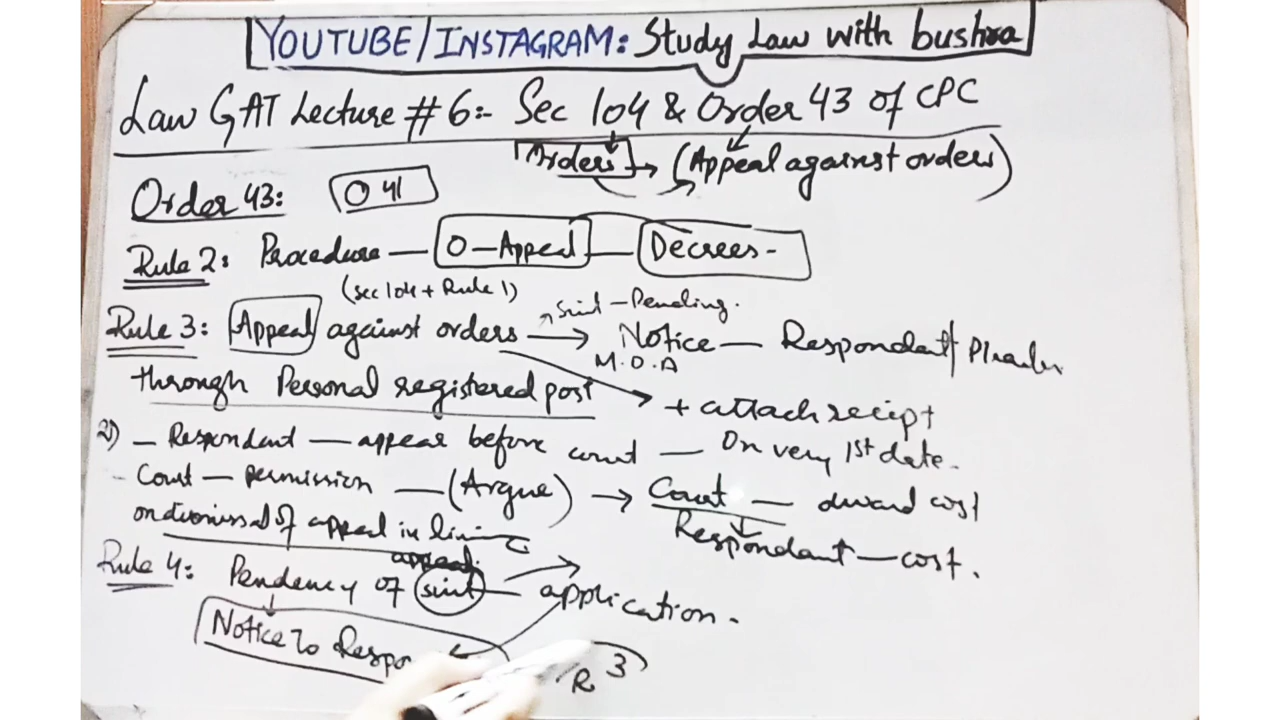 YOUTUBE/INSTAGRAM: Study Law with bushra
Law GAT Lecture # 6:- Sec 104 & Order 43 of CPC
Orders → (Appeal against orders)
Order 43: O 41
Rule 2: Procedure — O-Appeal — Decrees-
(sec 104 + Rule 1)
suit - Pending.
Rule 3: Appeal against orders → Notice — Respondent/Pleader
M.O.A
through Personal registered post
+ attach recipt
2) - Respondent — appear before court — On very 1st date.
- Court — permission — (Argue) → Court — award cost
on dismissal of appeal in
Respondant — cost.
appeal.
Rule 4: Pendency of suit — application.
Notice to Respo
R 3